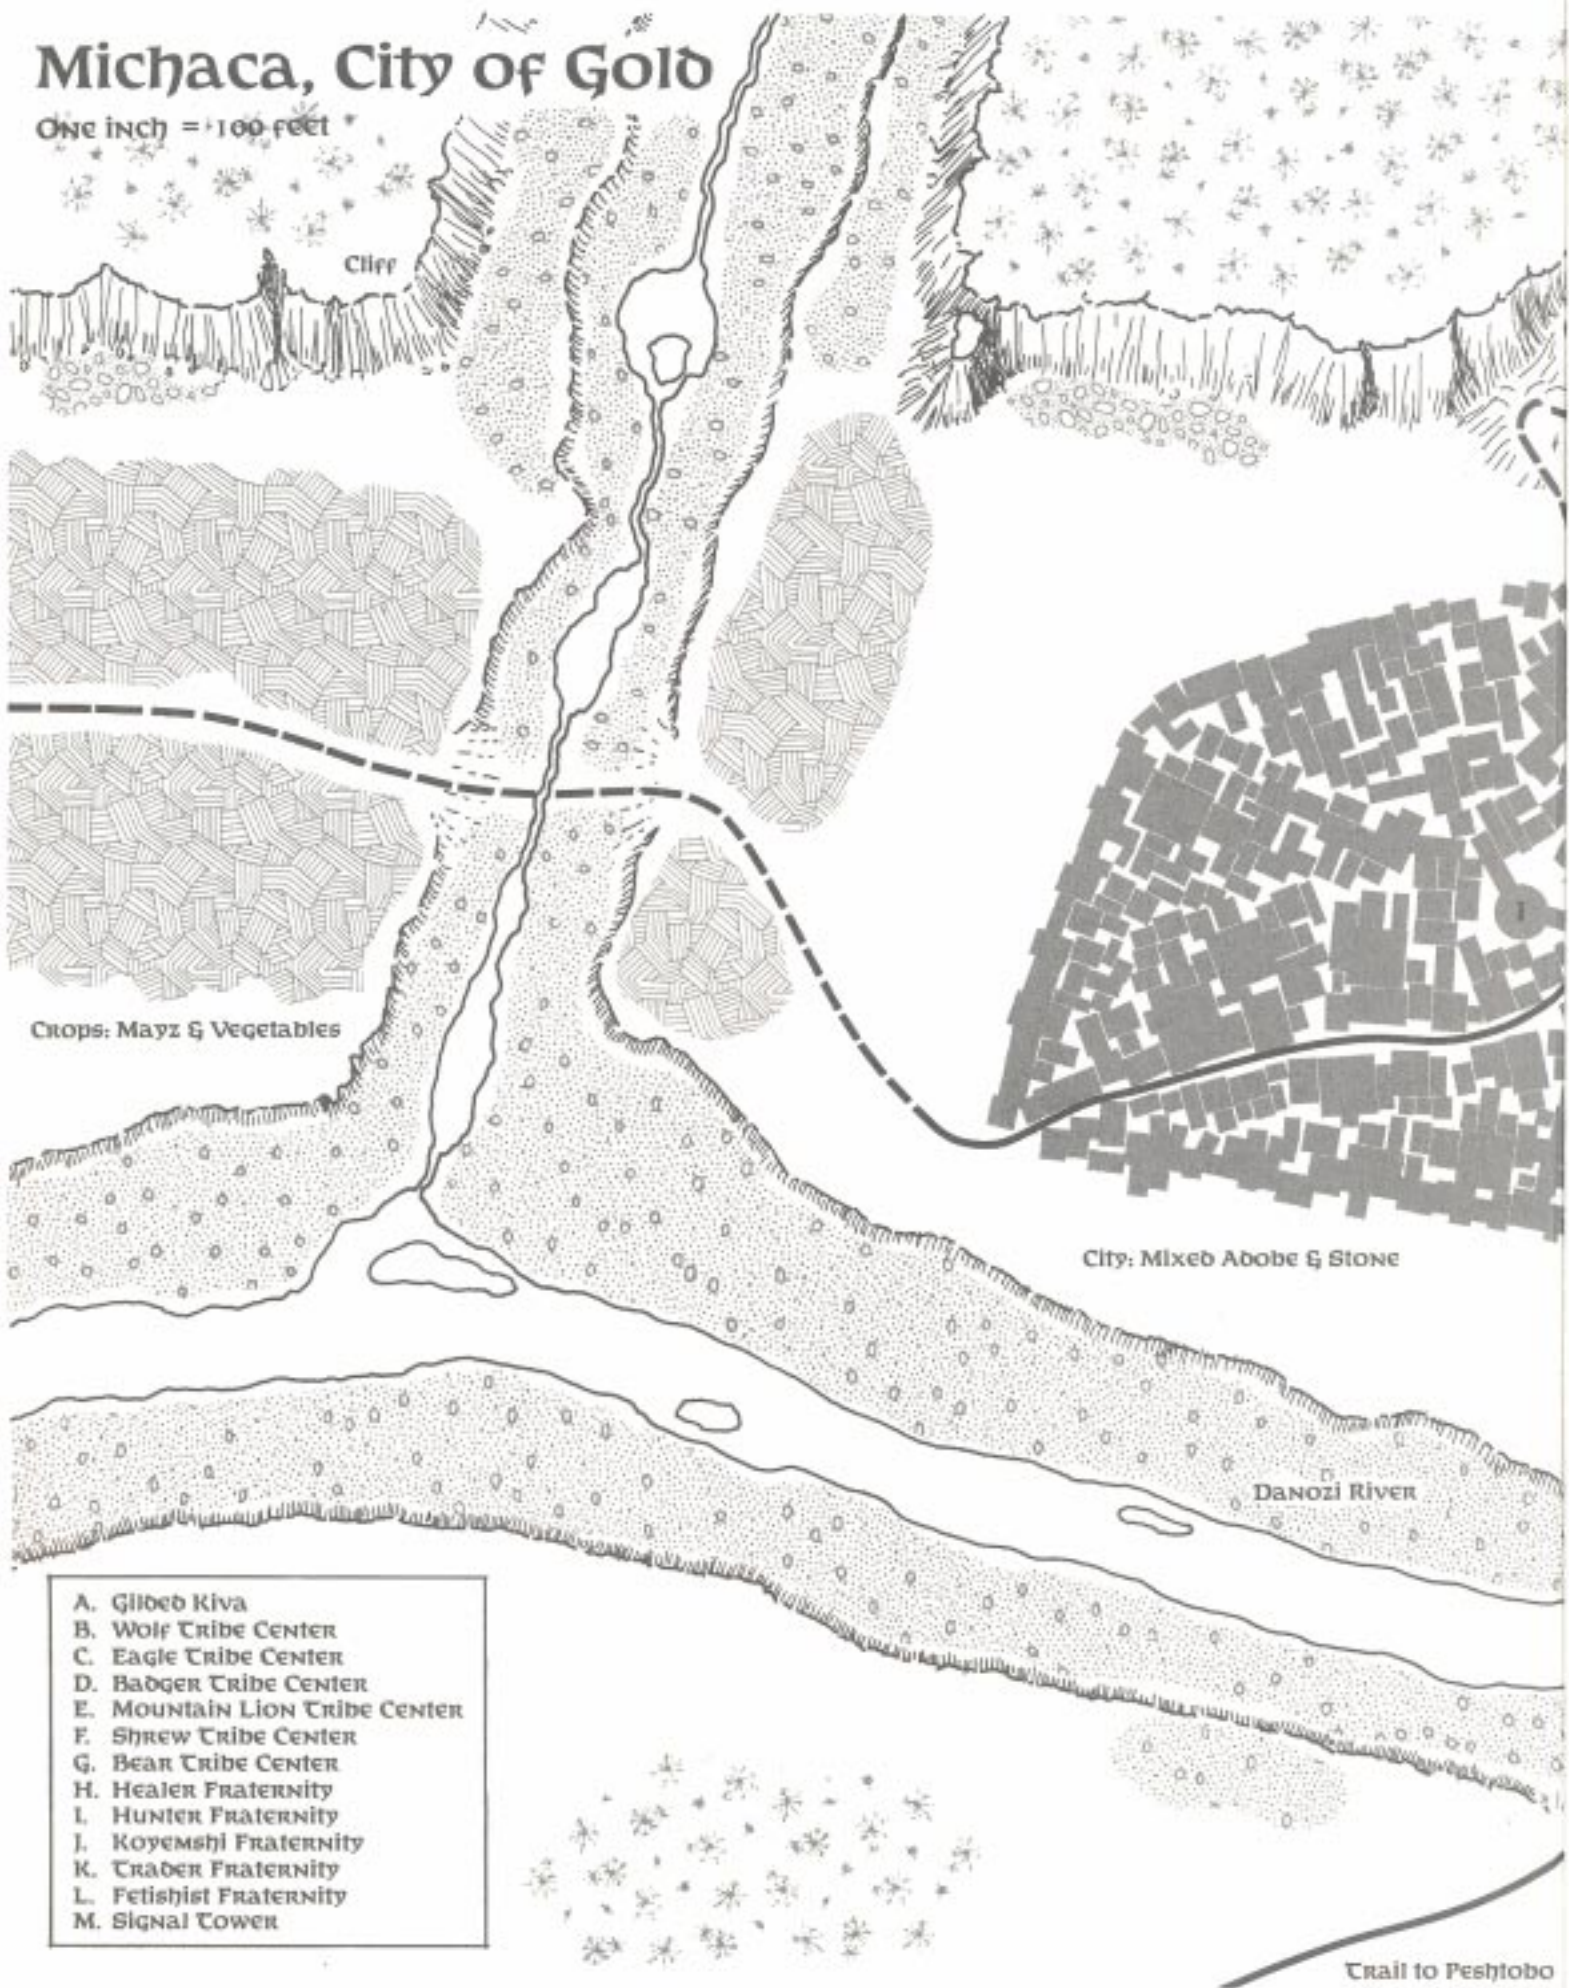 Michaca, City of Gold
One inch = 100 feet
Cliff
Crops: Mayz & Vegetables
I
City: Mixed Adobe & Stone
Danozi River
A. Gilded Kiva
B. Wolf Tribe Center
C. Eagle Tribe Center
D. Badger Tribe Center
E. Mountain Lion Tribe Center
F. Shrew Tribe Center
G. Bear Tribe Center
H. Healer Fraternity
I. Hunter Fraternity
J. Koyemshi Fraternity
K. Trader Fraternity
L. Fetishist Fraternity
M. Signal Tower
Trail to Peshtobo